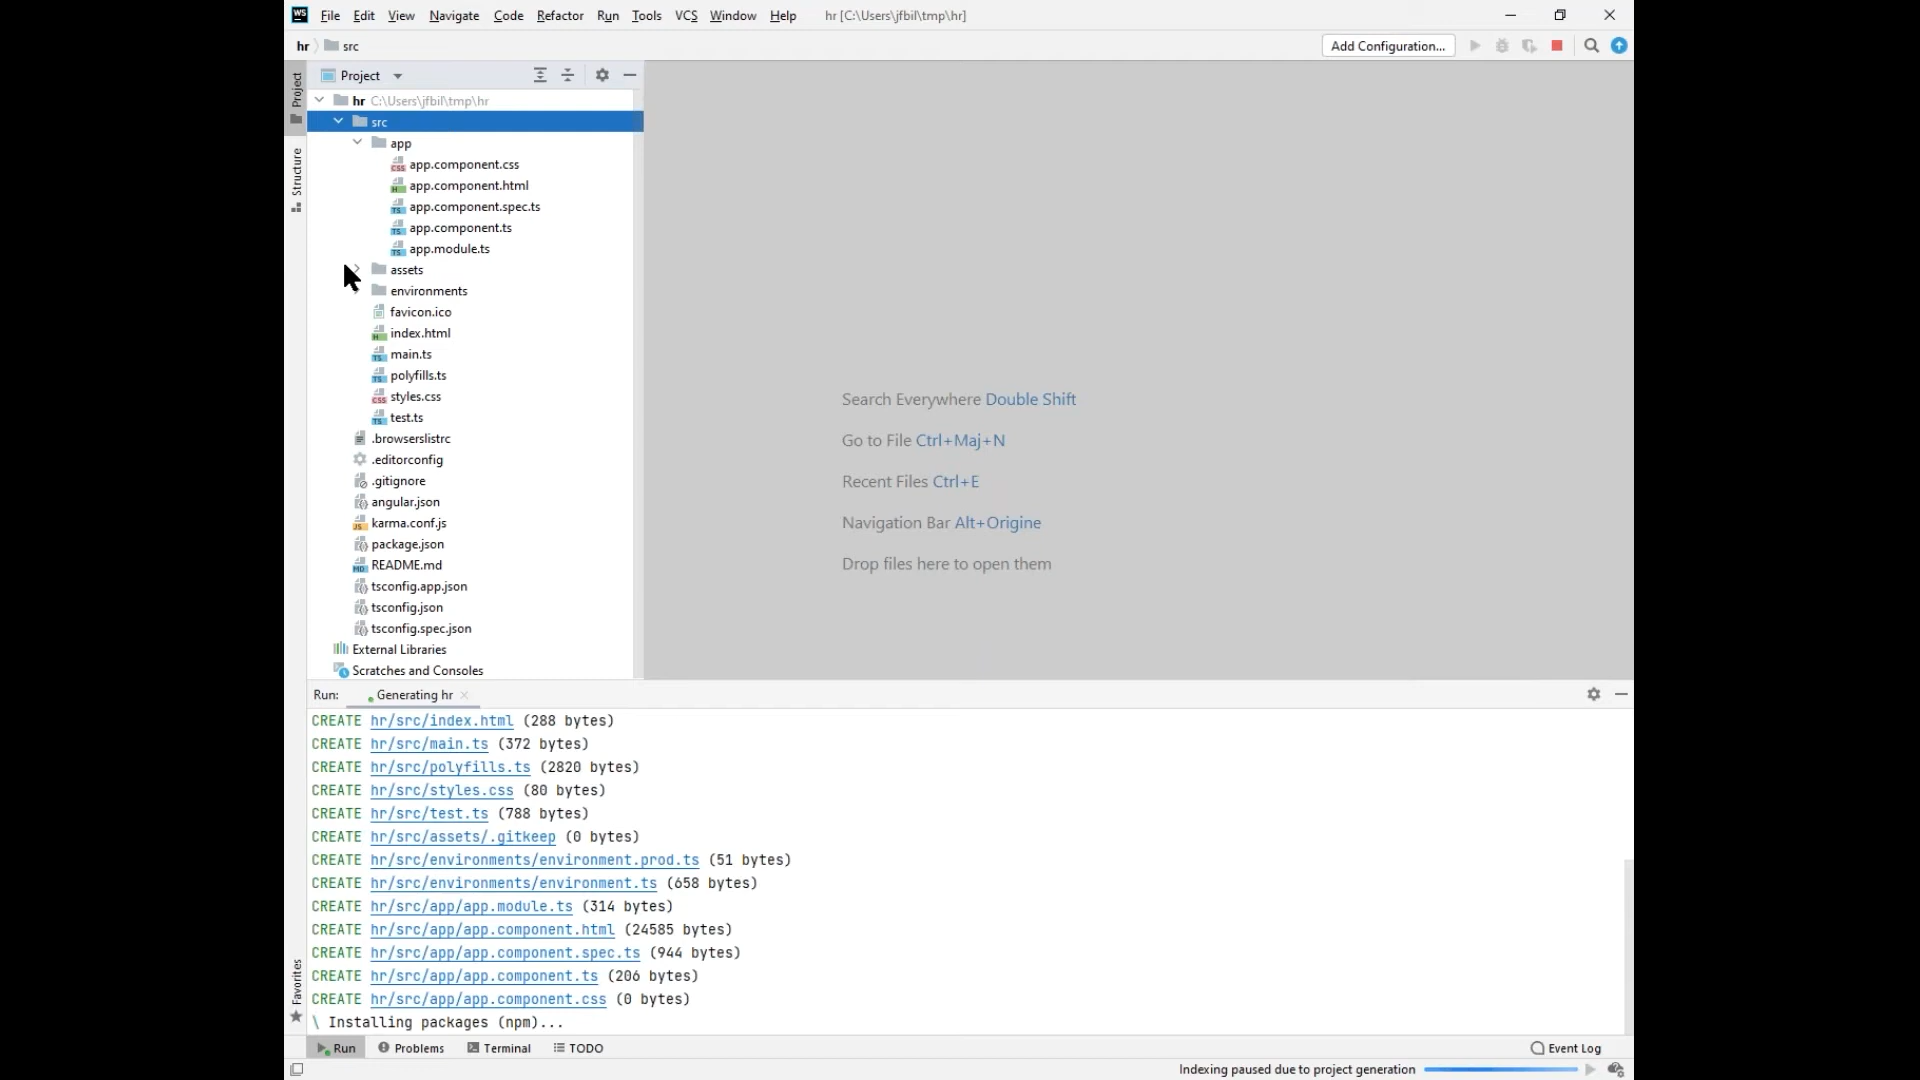 WS File Edit View Navigate Code Refactor Run Tools VCS Window Help hr [C:\Users\jfbil\tmp\hr]
hr src Add Configuration...
Project
Project
hr C:\Users\jfbil\tmp\hr
src
app
app.component.css
Structure
app.component.html
app.component.spec.ts
app.component.ts
app.module.ts
assets
environments
favicon.ico
index.html
main.ts
polyfills.ts
styles.css
test.ts
.browserslistrc
.editorconfig
.gitignore
angular.json
karma.conf.js
package.json
README.md
tsconfig.app.json
tsconfig.json
tsconfig.spec.json
External Libraries
Scratches and Consoles
Search Everywhere Double Shift
Go to File Ctrl+Maj+N
Recent Files Ctrl+E
Navigation Bar Alt+Origine
Drop files here to open them
Run: Generating hr
CREATE hr/src/index.html (288 bytes)
CREATE hr/src/main.ts (372 bytes)
CREATE hr/src/polyfills.ts (2820 bytes)
CREATE hr/src/styles.css (80 bytes)
CREATE hr/src/test.ts (788 bytes)
CREATE hr/src/assets/.gitkeep (0 bytes)
CREATE hr/src/environments/environment.prod.ts (51 bytes)
CREATE hr/src/environments/environment.ts (658 bytes)
CREATE hr/src/app/app.module.ts (314 bytes)
CREATE hr/src/app/app.component.html (24585 bytes)
CREATE hr/src/app/app.component.spec.ts (944 bytes)
CREATE hr/src/app/app.component.ts (206 bytes)
CREATE hr/src/app/app.component.css (0 bytes)
\ Installing packages (npm)...
Favorites
Run Problems Terminal TODO Event Log
Indexing paused due to project generation